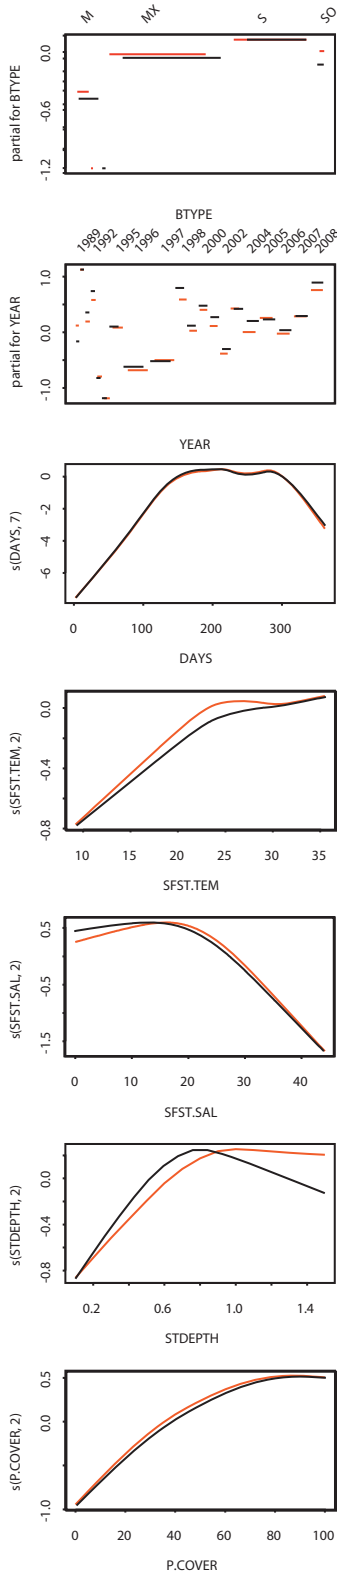 M MX S SO
0.0
-0.6
-1.2
partial for BTYPE
BTYPE
1989 1992 1995 1996 1997 1998 2000 2002 2004 2005 2006 2007 2008
1.0
0.0
-1.0
partial for YEAR
YEAR
0
-2
-4
-6
s(DAYS, 7)
0 100 200 300
DAYS
0.0
-0.4
-0.8
s(SFST.TEM, 2)
10 15 20 25 30 35
SFST.TEM
0.5
-0.5
-1.5
s(SFST.SAL, 2)
0 10 20 30 40
SFST.SAL
0.0
-0.4
-0.8
s(STDEPTH, 2)
0.2 0.6 1.0 1.4
STDEPTH
0.5
0.0
-1.0
s(P.COVER, 2)
0 20 40 60 80 100
P.COVER